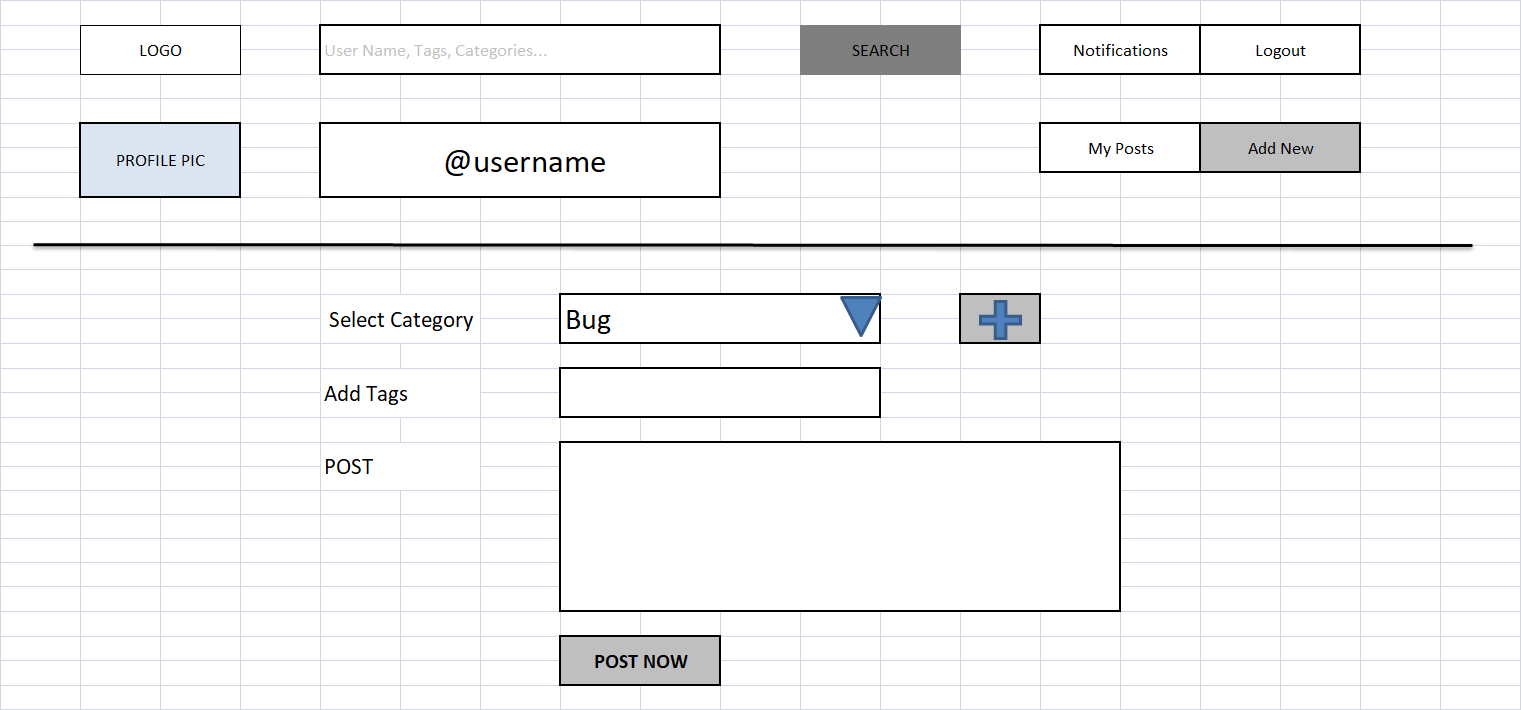 LOGO
User Name, Tags, Categories...
SEARCH
Notifications
Logout
PROFILE PIC
@username
My Posts
Add New
Select Category
Bug
Add Tags
POST
POST NOW